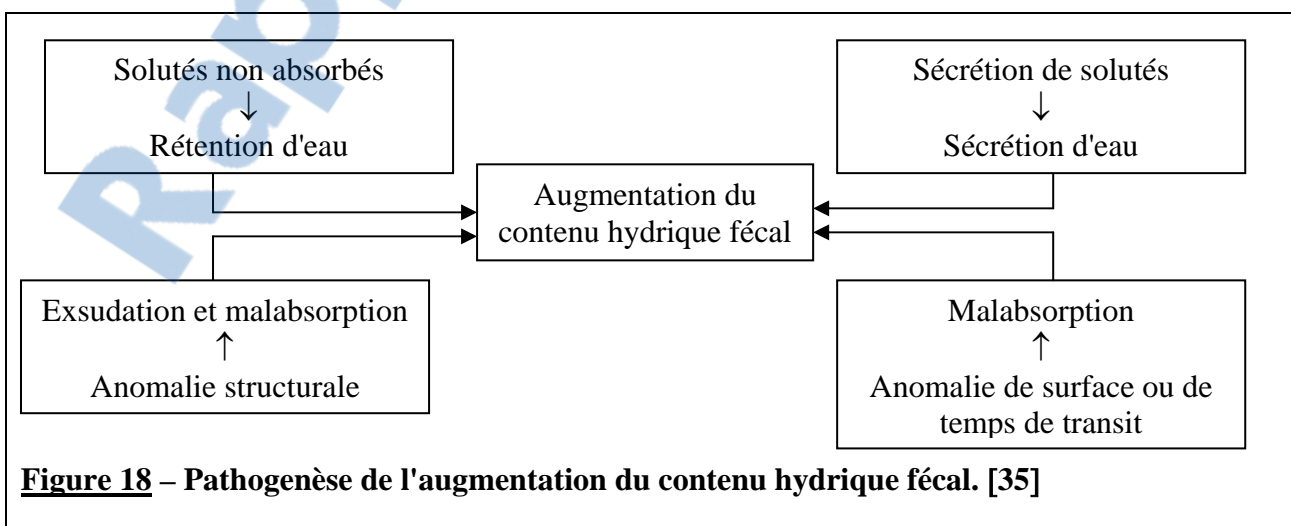 Solutés non absorbés
↓
Rétention d'eau
Sécrétion de solutés
↓
Sécrétion d'eau
Augmentation du
contenu hydrique fécal
Exsudation et malabsorption
↑
Anomalie structurale
Malabsorption
↑
Anomalie de surface ou de
temps de transit
Figure 18 – Pathogenèse de l'augmentation du contenu hydrique fécal. [35]
Rap